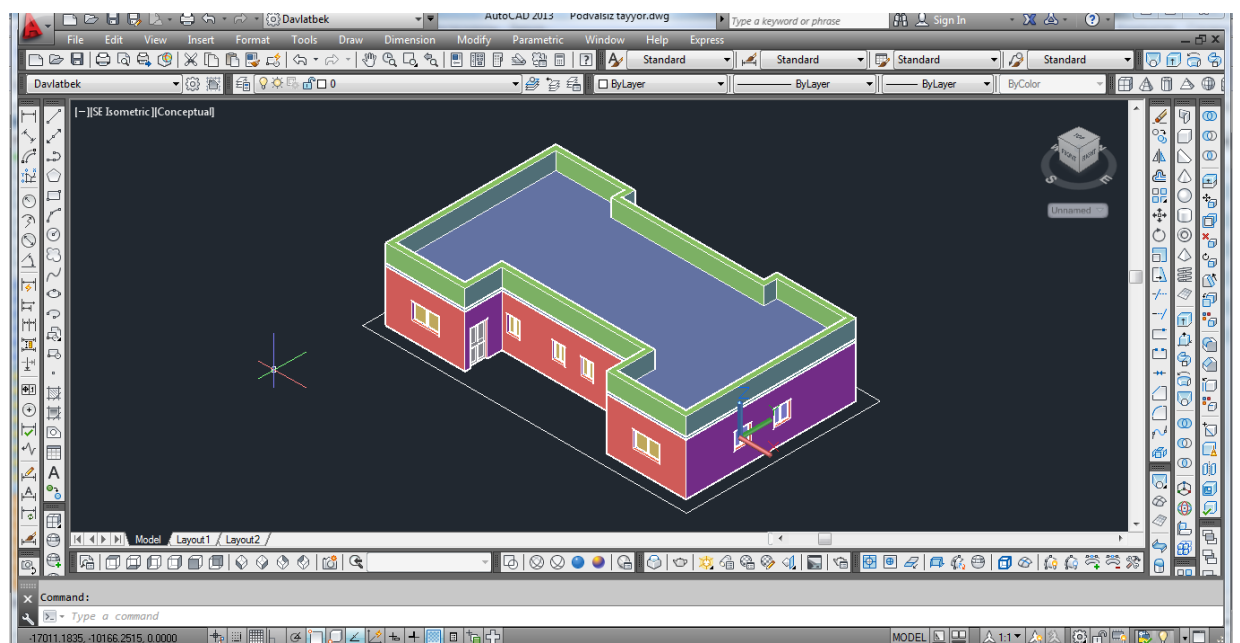 Davlatbek
AutoCAD 2013 Podvalsiz tayyor.dwg
Type a keyword or phrase
Sign In
File Edit View Insert Format Tools Draw Dimension Modify Parametric Window Help Express
Standard Standard Standard Standard
Davlatbek 0 ByLayer ByLayer ByLayer ByColor
[−][SE Isometric][Conceptual]
TOP
S E
Unnamed
Model Layout1 Layout2
Command:
Type a command
-17011.1835, -10166.2515, 0.0000 MODEL 1:1